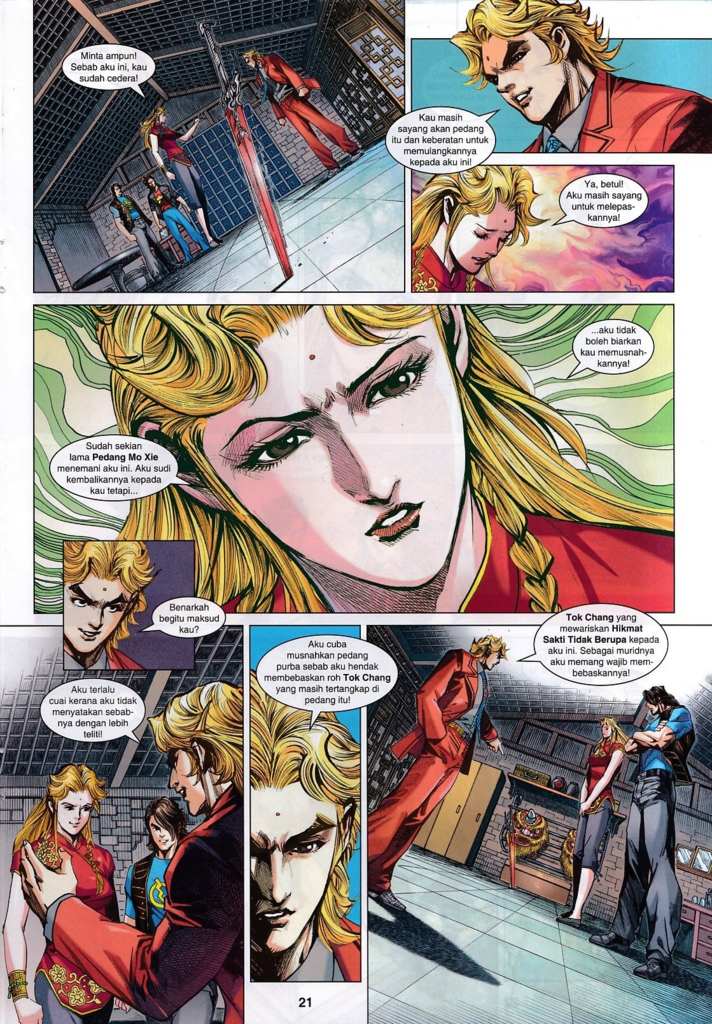 Minta ampun!
Sebab aku ini, kau
sudah cedera!
Kau masih
sayang akan pedang
itu dan keberatan untuk
memulangkannya
kepada aku ini!
Ya, betul!
Aku masih sayang
untuk melepas-
kannya!
Sudah sekian
lama Pedang Mo Xie
menemani aku ini. Aku sudi
kembalikannya kepada
kau tetapi...
...aku tidak
boleh biarkan
kau memusnah-
kannya!
Benarkah
begitu maksud
kau?
Aku terlalu
cuai kerana aku tidak
menyatakan sebab-
nya dengan lebih
teliti!
Aku cuba
musnahkan pedang
purba sebab aku hendak
membebaskan roh Tok Chang
yang masih tertangkap di
pedang itu!
Tok Chang yang
mewariskan Hikmat
Sakti Tidak Berupa kepada
aku ini. Sebagai muridnya
aku memang wajib mem-
bebaskannya!
21